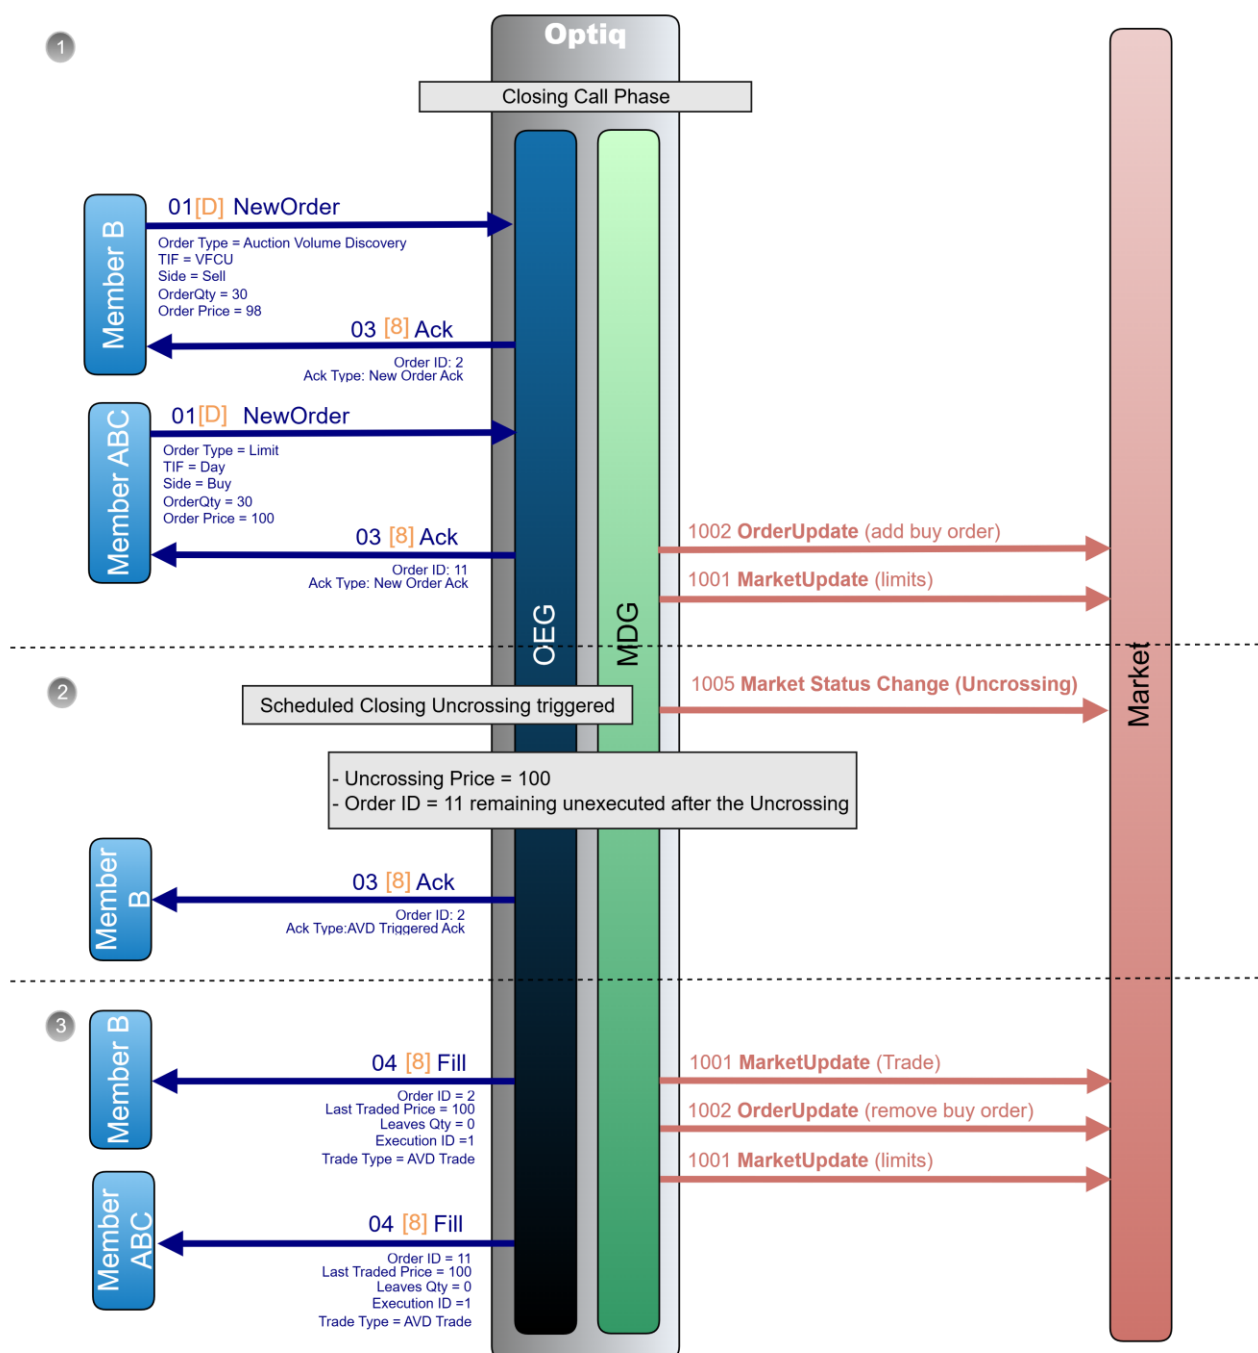 1
Optiq
Closing Call Phase
Member B
01[D] NewOrder
Order Type = Auction Volume Discovery
TIF = VFCU
Side = Sell
OrderQty = 30
Order Price = 98
03 [8] Ack
Order ID: 2
Ack Type: New Order Ack
Member ABC
01[D] NewOrder
Order Type = Limit
TIF = Day
Side = Buy
OrderQty = 30
Order Price = 100
03 [8] Ack
Order ID: 11
Ack Type: New Order Ack
1002 OrderUpdate (add buy order)
1001 MarketUpdate (limits)
OEG
MDG
Market
2
Scheduled Closing Uncrossing triggered
1005 Market Status Change (Uncrossing)
- Uncrossing Price = 100
- Order ID = 11 remaining unexecuted after the Uncrossing
Member
B
03 [8] Ack
Order ID: 2
Ack Type:AVD Triggered Ack
3
Member B
04 [8] Fill
Order ID = 2
Last Traded Price = 100
Leaves Qty = 0
Execution ID =1
Trade Type = AVD Trade
1001 MarketUpdate (Trade)
1002 OrderUpdate (remove buy order)
1001 MarketUpdate (limits)
Member
ABC
04 [8] Fill
Order ID = 11
Last Traded Price = 100
Leaves Qty = 0
Execution ID =1
Trade Type = AVD Trade